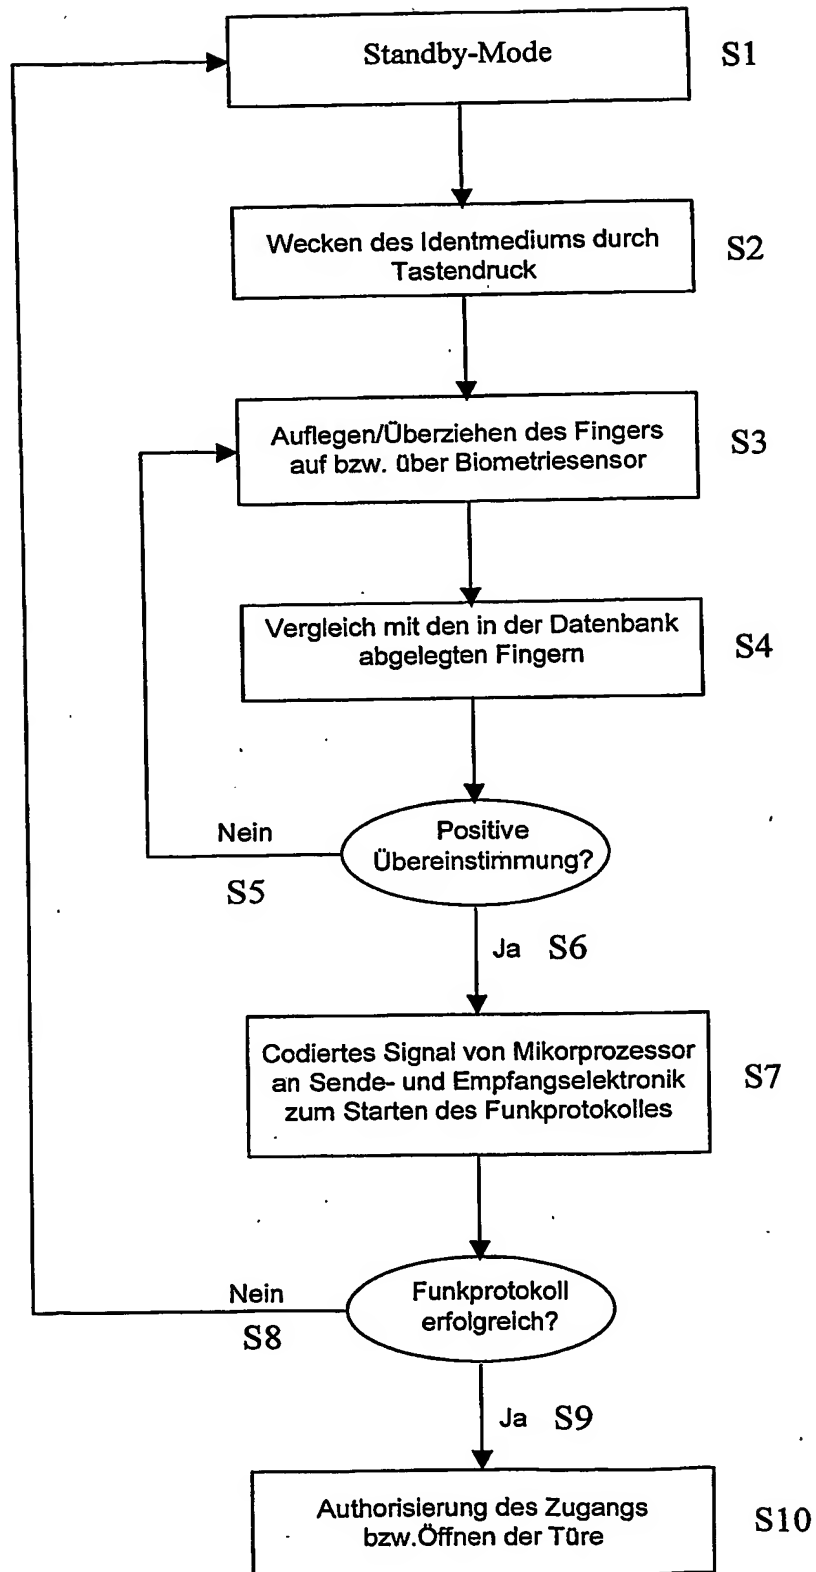 Standby-Mode
S1
Wecken des Identmediums durch
Tastendruck
S2
Auflegen/Überziehen des Fingers
auf bzw. über Biometriesensor
S3
Vergleich mit den in der Datenbank
abgelegten Fingern
S4
Positive
Übereinstimmung?
Nein
S5
Ja S6
Codiertes Signal von Mikorprozessor
an Sende- und Empfangselektronik
zum Starten des Funkprotokolles
S7
Funkprotokoll
erfolgreich?
Nein
S8
Ja S9
Authorisierung des Zugangs
bzw.Öffnen der Türe
S10